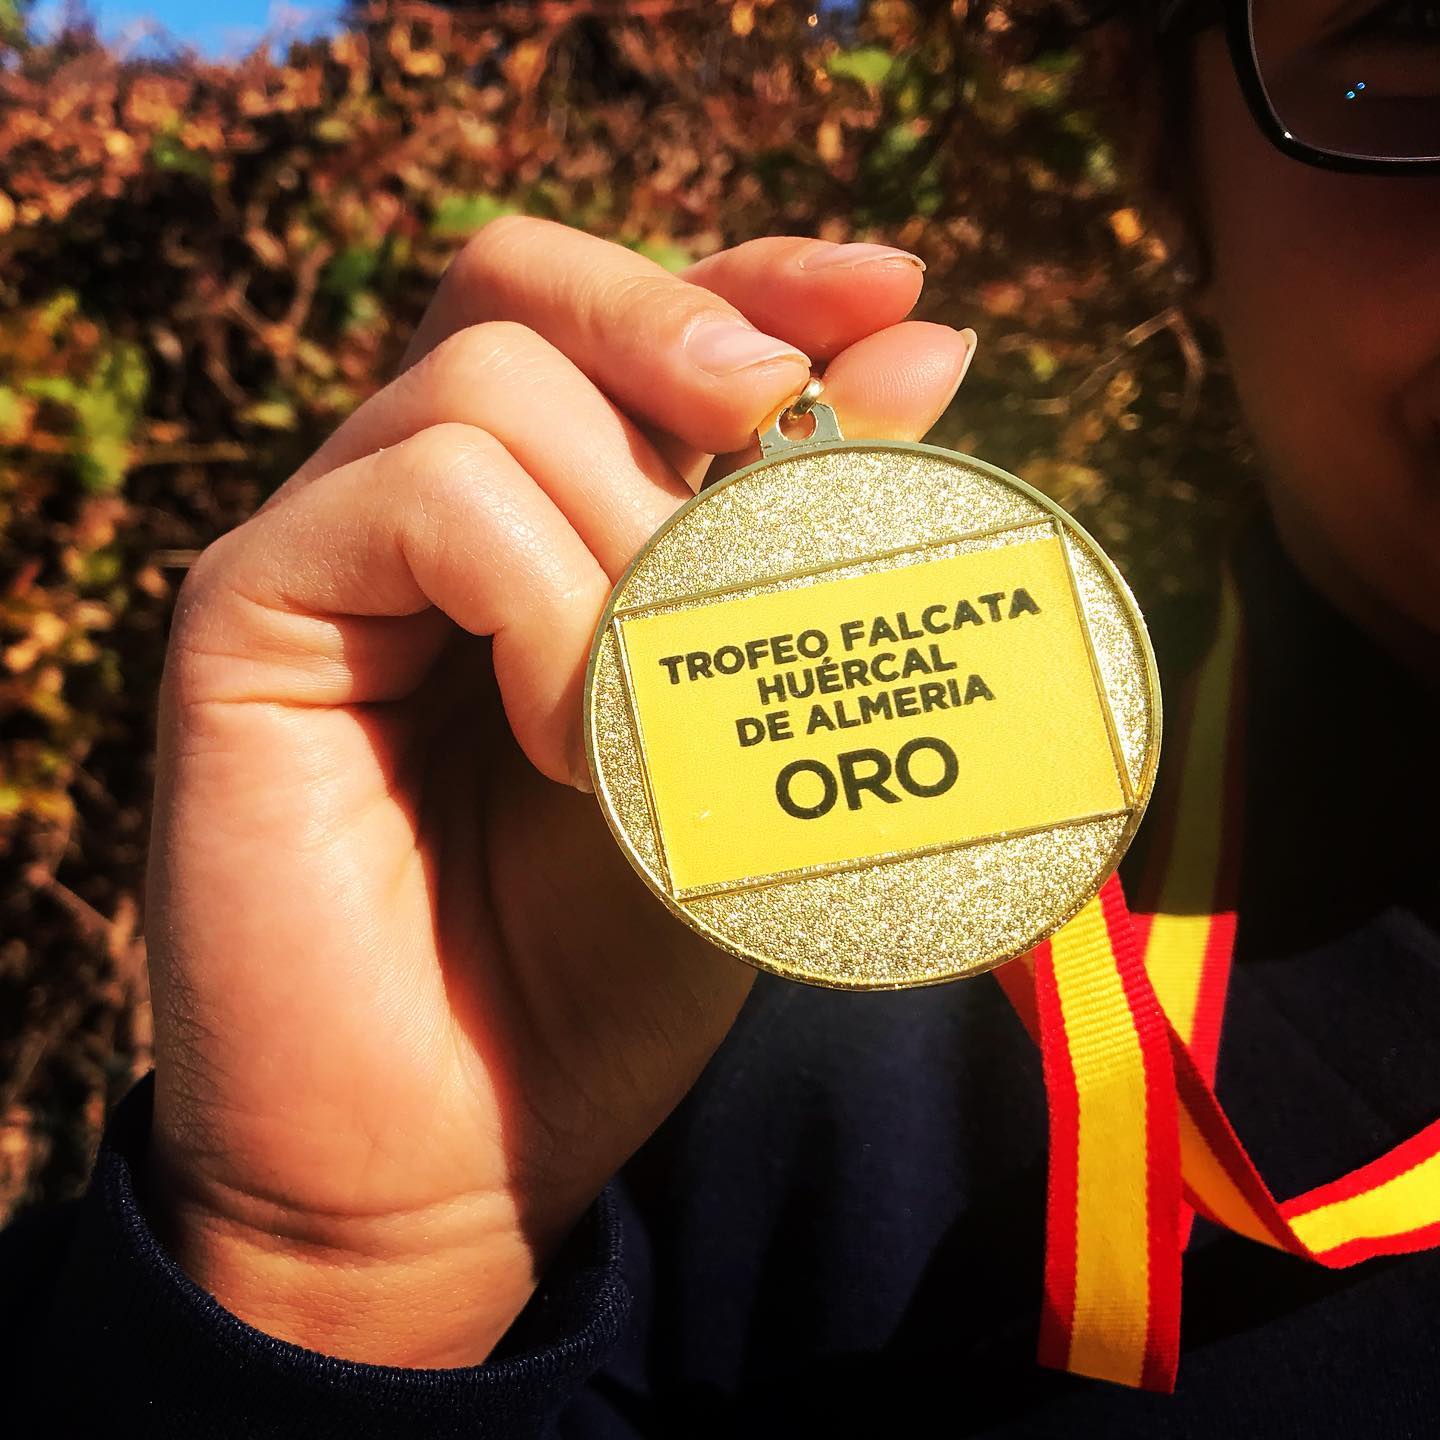 TROFEO FALCATA
HUÉRCAL
DE ALMERIA
ORO